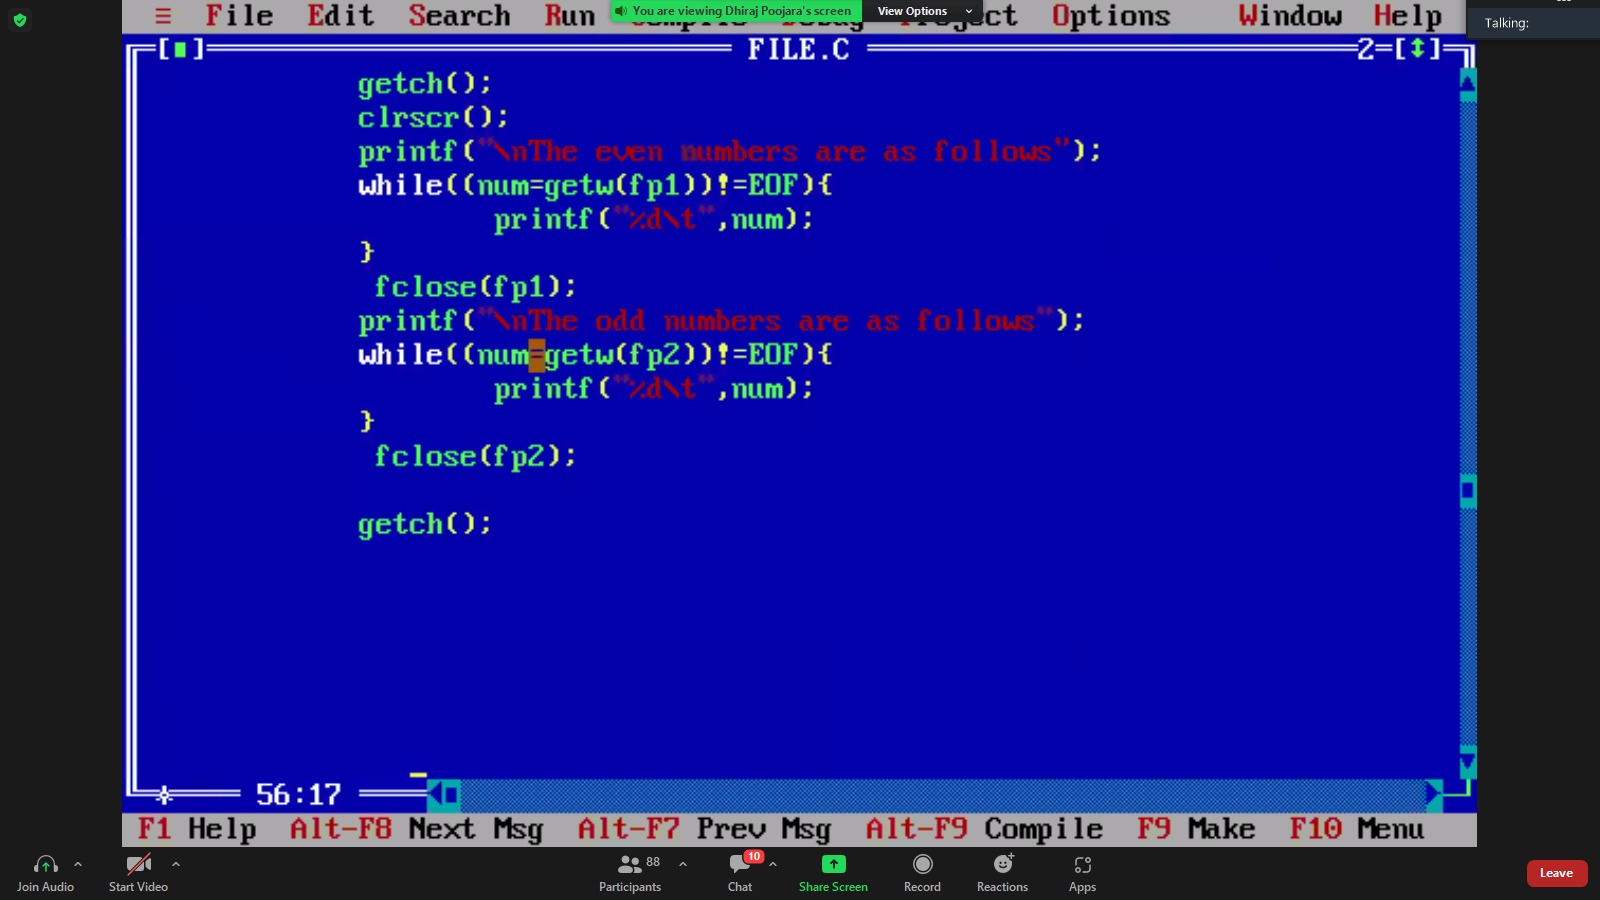 File Edit Search Run Compile Debug Project Options Window Help
You are viewing Dhiraj Poojara's screen View Options
Talking:
[■] FILE.C 2=[↕]
getch();
clrscr();
printf("\nThe even numbers are as follows");
while((num=getw(fp1))!=EOF){
printf("%d\t",num);
}
fclose(fp1);
printf("\nThe odd numbers are as follows");
while((num=getw(fp2))!=EOF){
printf("%d\t",num);
}
fclose(fp2);
getch();
56:17
F1 Help Alt-F8 Next Msg Alt-F7 Prev Msg Alt-F9 Compile F9 Make F10 Menu
Join Audio Start Video Participants 88 Chat 10 Share Screen Record Reactions Apps Leave